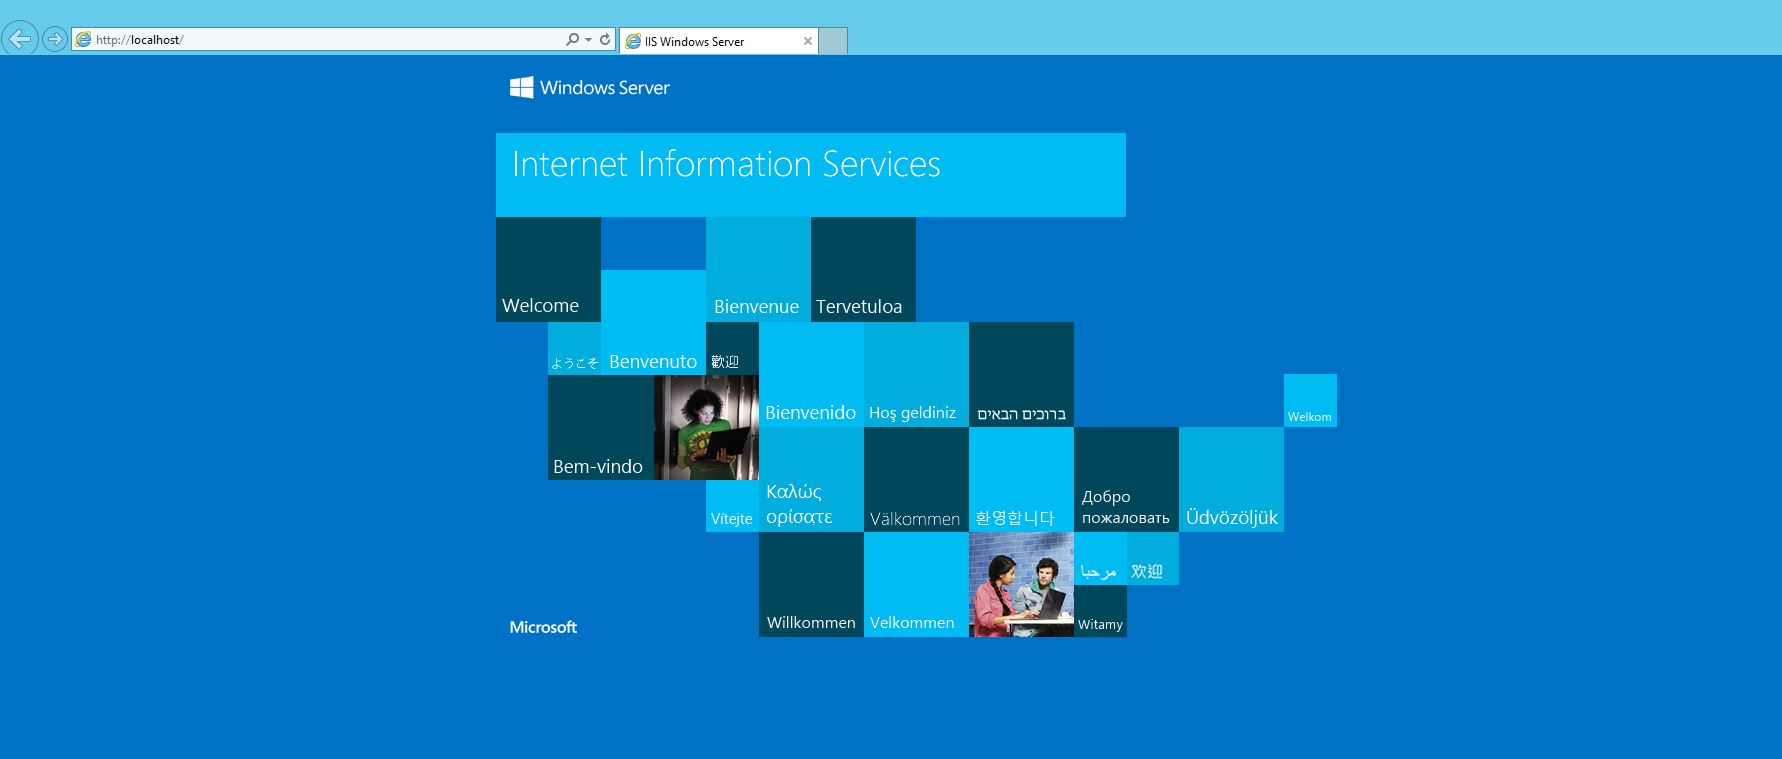 http://localhost/
IIS Windows Server
Windows Server
Internet Information Services
Welcome
Bienvenue
Tervetuloa
ようこそ
Benvenuto
歡迎
Bienvenido
Hoş geldiniz
ברוכים הבאים
Welkom
Bem-vindo
Vítejte
Καλώς
ορίσατε
Välkommen
환영합니다
Добро
пожаловать
Üdvözöljük
Willkommen
Velkommen
مرحبا
欢迎
Witamy
Microsoft